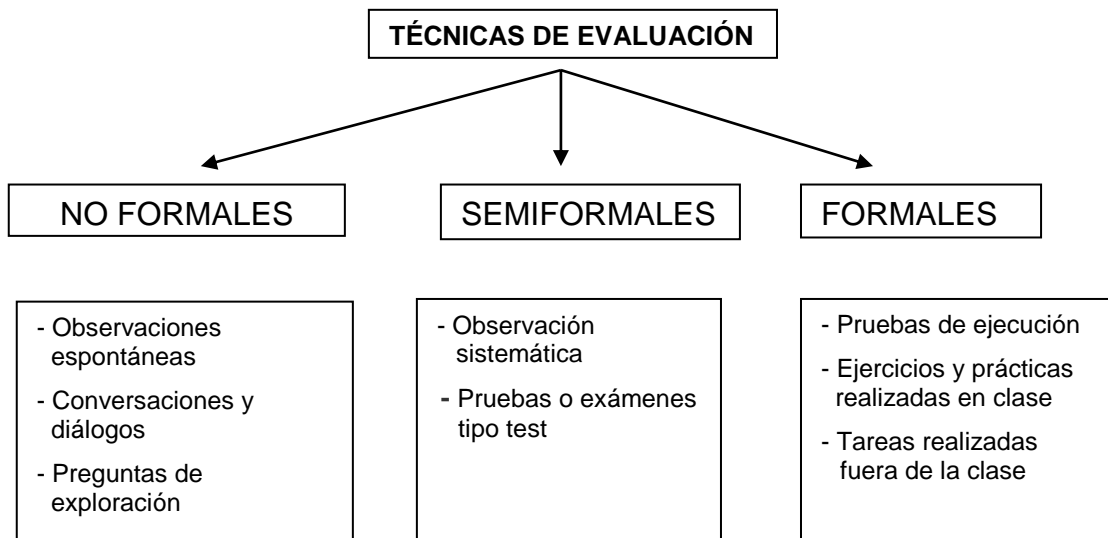 TÉCNICAS DE EVALUACIÓN
NO FORMALES
SEMIFORMALES
FORMALES
- Observaciones
espontáneas
- Conversaciones y
diálogos
- Preguntas de
exploración
- Observación
sistemática
- Pruebas o exámenes
tipo test
- Pruebas de ejecución
- Ejercicios y prácticas
realizadas en clase
- Tareas realizadas
fuera de la clase